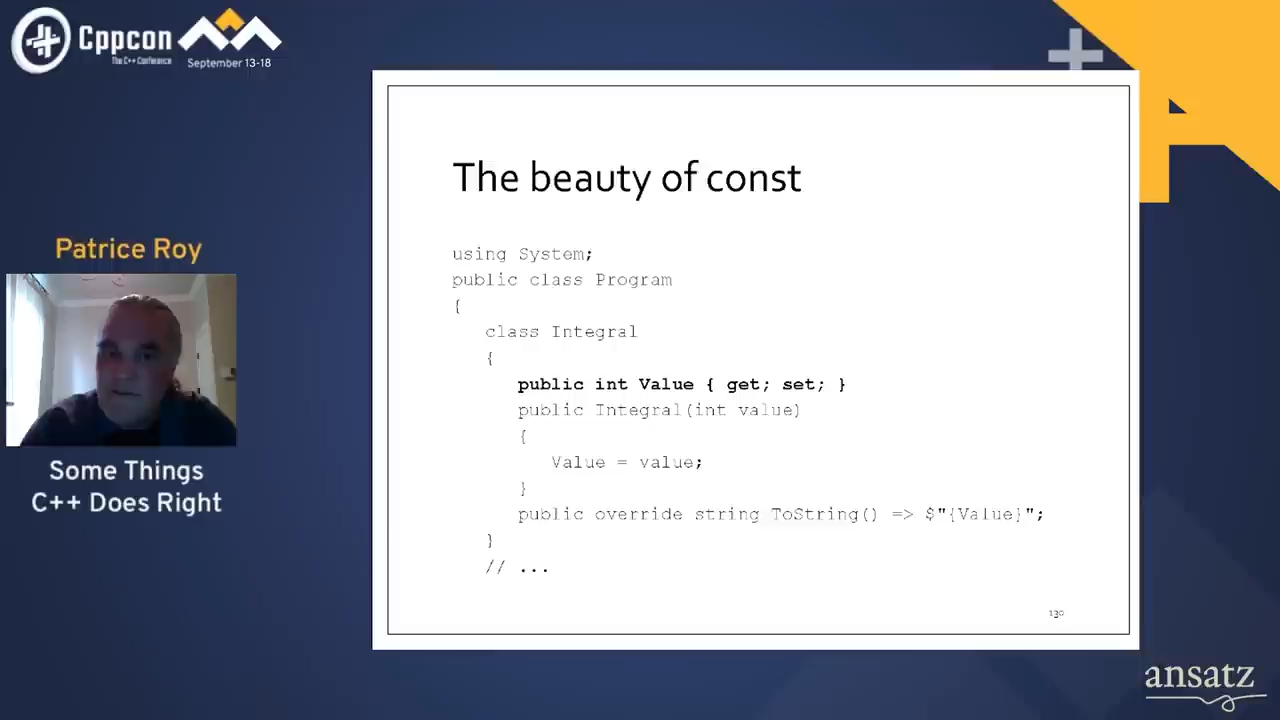 Cppcon
The C++ Conference
September 13-18
Patrice Roy
Some Things
C++ Does Right
The beauty of const
using System;
public class Program
{
class Integral
{
public int Value { get; set; }
public Integral(int value)
{
Value = value;
}
public override string ToString() => $"{Value}";
}
// ...
130
ansatz